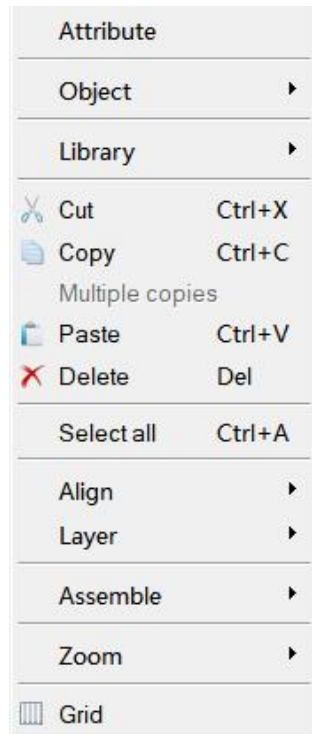 Attribute
Object
Library
Cut Ctrl+X
Copy Ctrl+C
Multiple copies
Paste Ctrl+V
Delete Del
Select all Ctrl+A
Align
Layer
Assemble
Zoom
Grid